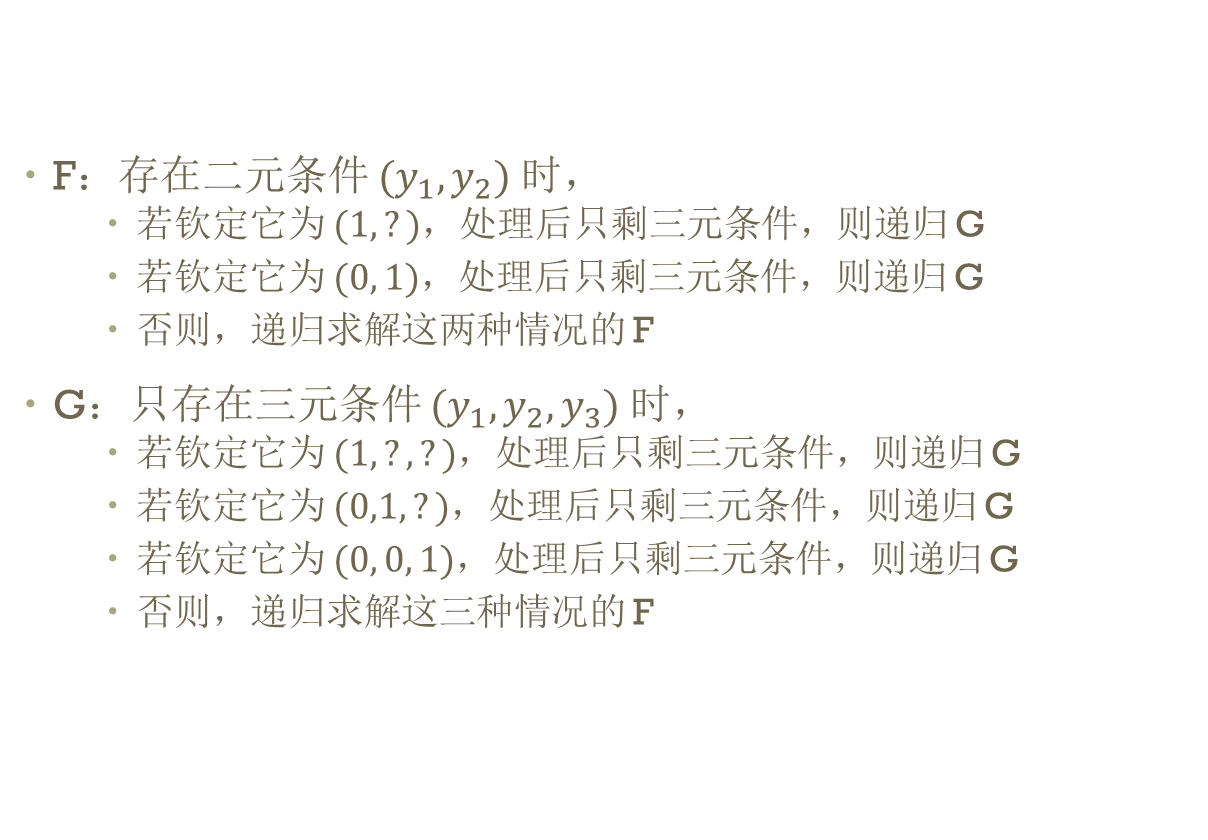 • F：存在二元条件 (y₁, y₂) 时，
• 若钦定它为 (1, ?)，处理后只剩三元条件，则递归 G
• 若钦定它为 (0, 1)，处理后只剩三元条件，则递归 G
• 否则，递归求解这两种情况的 F
• G：只存在三元条件 (y₁, y₂, y₃) 时，
• 若钦定它为 (1, ?, ?)，处理后只剩三元条件，则递归 G
• 若钦定它为 (0,1, ?)，处理后只剩三元条件，则递归 G
• 若钦定它为 (0, 0, 1)，处理后只剩三元条件，则递归 G
• 否则，递归求解这三种情况的 F